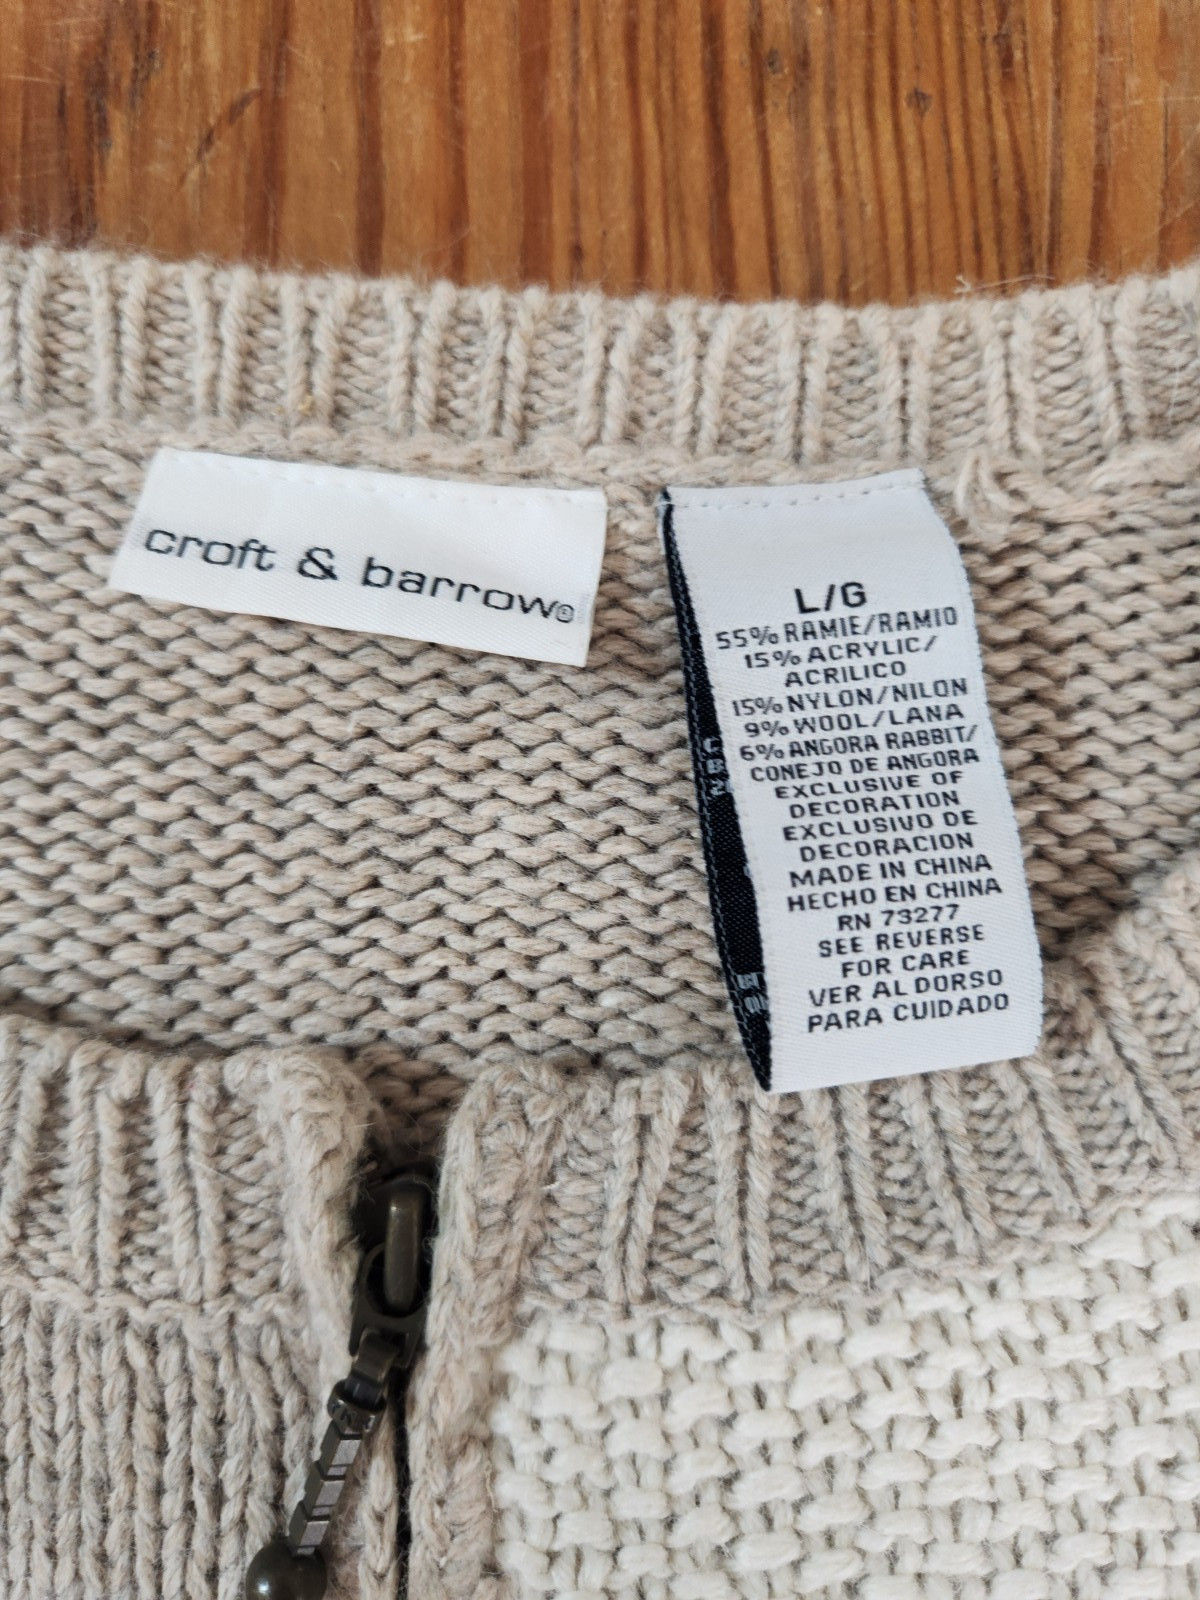 croft & barrow®
L/G
55% RAMIE/RAMIO
15% ACRYLIC/
ACRILICO
15% NYLON/NILON
9% WOOL/LANA
6% ANGORA RABBIT/
CONEJO DE ANGORA
EXCLUSIVE OF
DECORATION
EXCLUSIVO DE
DECORACION
MADE IN CHINA
HECHO EN CHINA
RN 73277
SEE REVERSE
FOR CARE
VER AL DORSO
PARA CUIDADO